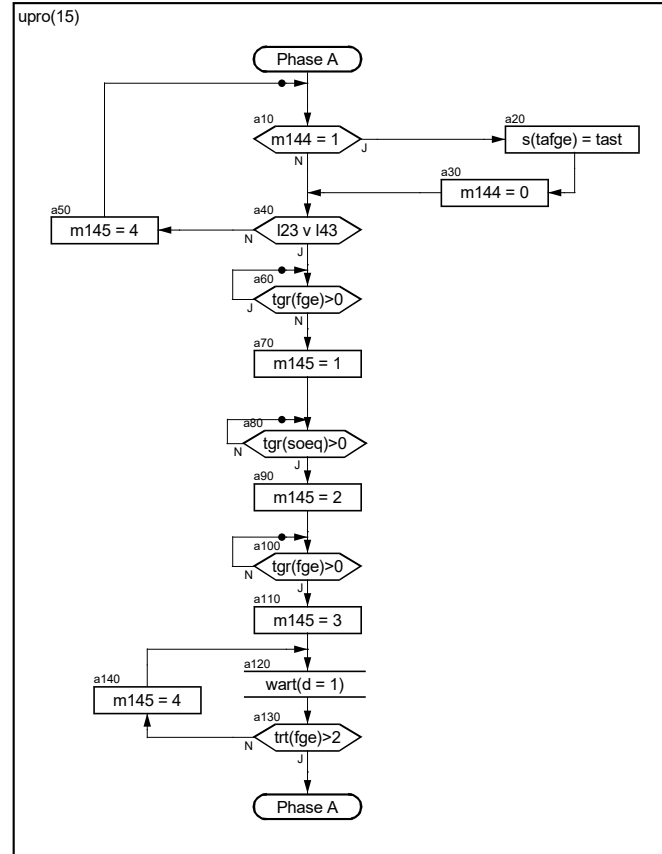 upro(15)
Phase A
a10
m144 = 1
J
N
a20
s(tafge) = tast
a30
m144 = 0
a40
l23 v l43
N
J
a50
m145 = 4
a60
tgr(fge)>0
J
N
a70
m145 = 1
a80
tgr(soeq)>0
N
J
a90
m145 = 2
a100
tgr(fge)>0
N
J
a110
m145 = 3
a120
wart(d = 1)
a140
m145 = 4
a130
trt(fge)>2
N
J
Phase A